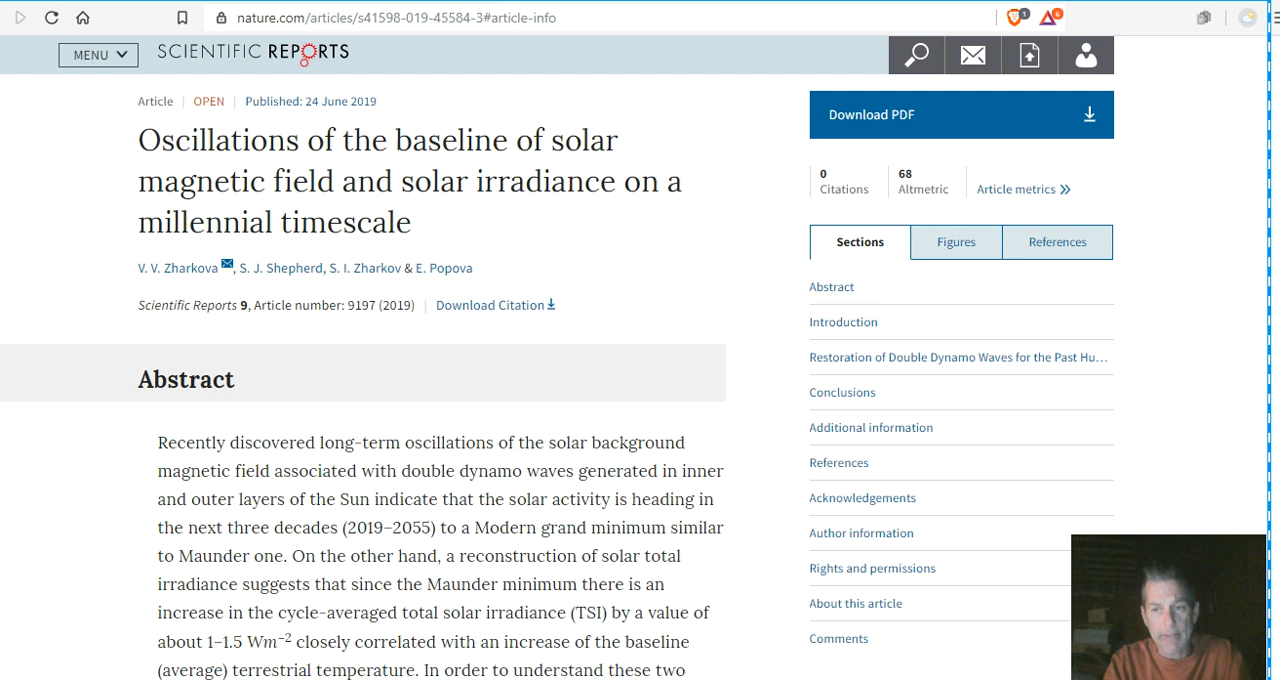 nature.com/articles/s41598-019-45584-3#article-info
1
6
MENU
SCIENTIFIC REPORTS
Article | OPEN | Published: 24 June 2019
Oscillations of the baseline of solar
magnetic field and solar irradiance on a
millennial timescale
V. V. Zharkova, S. J. Shepherd, S. I. Zharkov & E. Popova
Scientific Reports 9, Article number: 9197 (2019) | Download Citation
Abstract
Recently discovered long-term oscillations of the solar background
magnetic field associated with double dynamo waves generated in inner
and outer layers of the Sun indicate that the solar activity is heading in
the next three decades (2019–2055) to a Modern grand minimum similar
to Maunder one. On the other hand, a reconstruction of solar total
irradiance suggests that since the Maunder minimum there is an
increase in the cycle-averaged total solar irradiance (TSI) by a value of
about 1–1.5 Wm−2 closely correlated with an increase of the baseline
(average) terrestrial temperature. In order to understand these two
Download PDF
0
Citations
68
Altmetric
Article metrics
Sections
Figures
References
Abstract
Introduction
Restoration of Double Dynamo Waves for the Past Hu…
Conclusions
Additional information
References
Acknowledgements
Author information
Rights and permissions
About this article
Comments